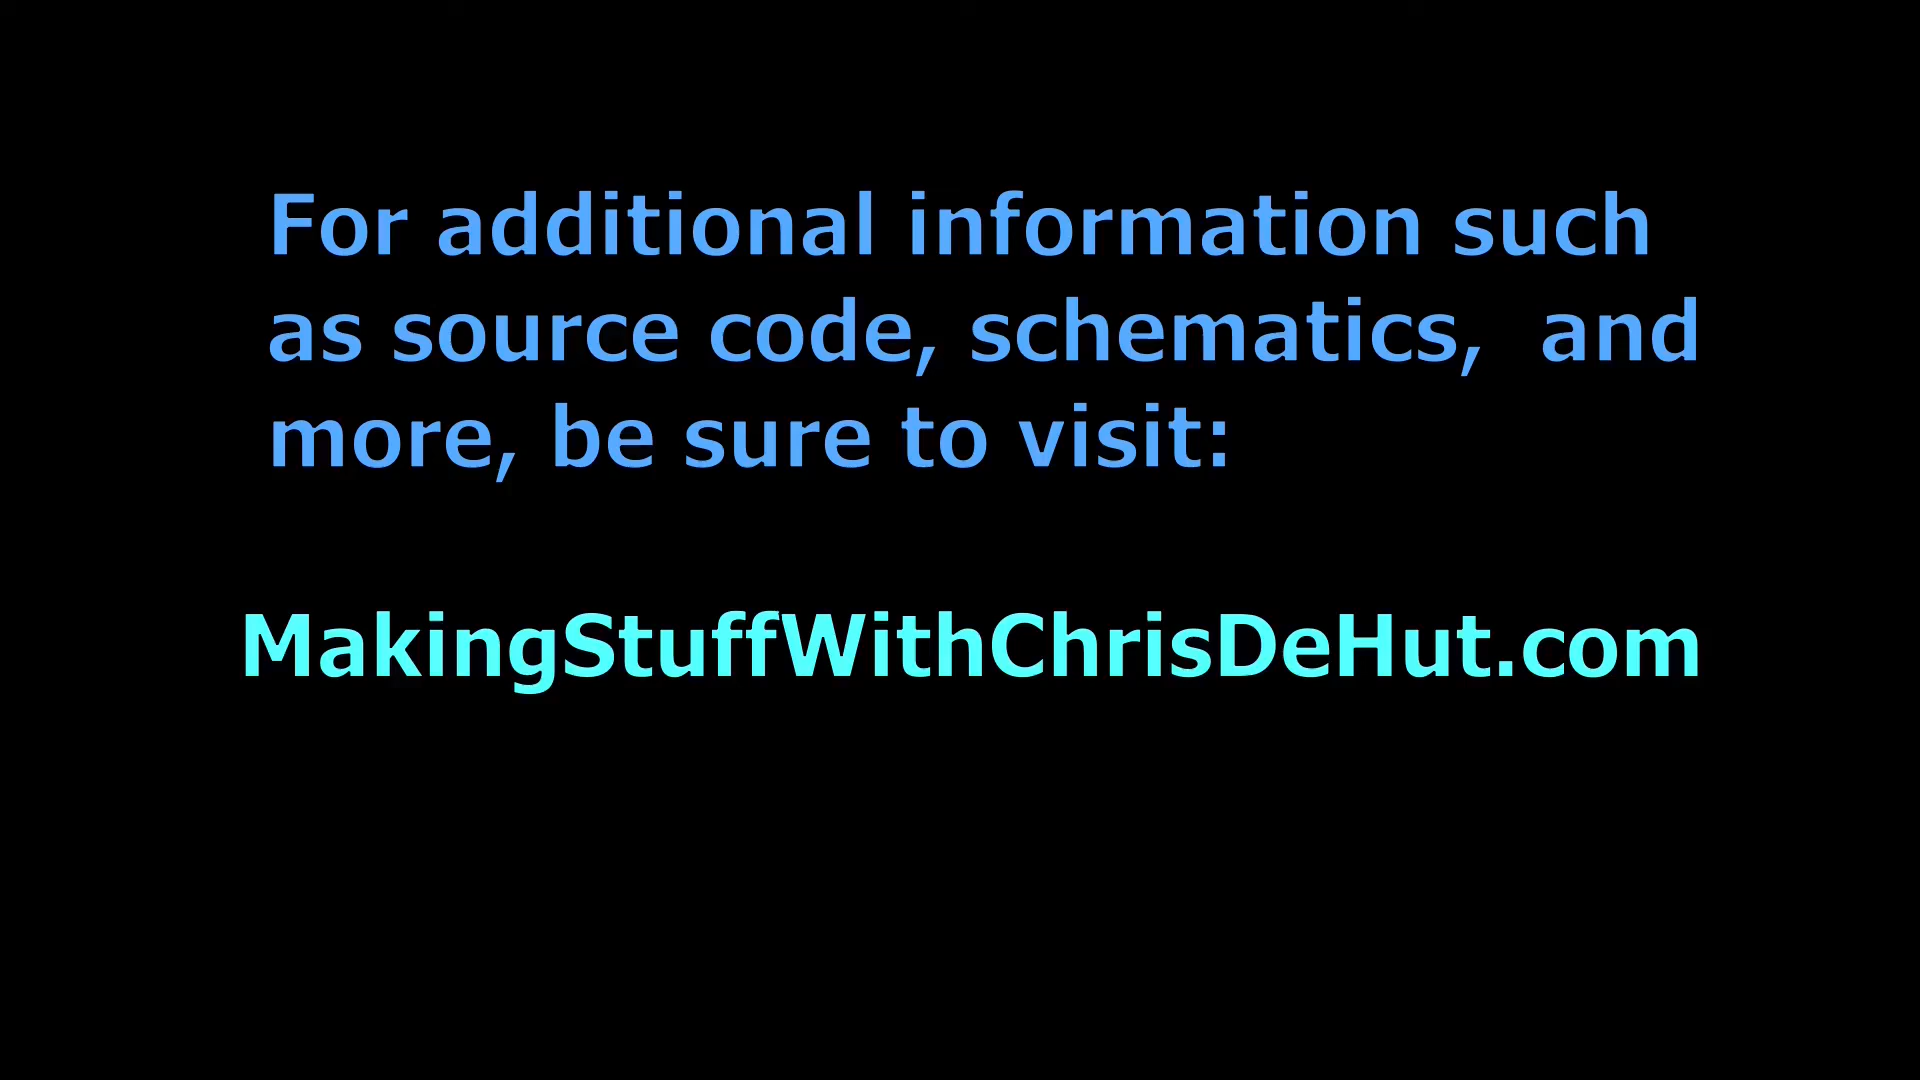 For additional information such
as source code, schematics,  and
more, be sure to visit:
MakingStuffWithChrisDeHut.com